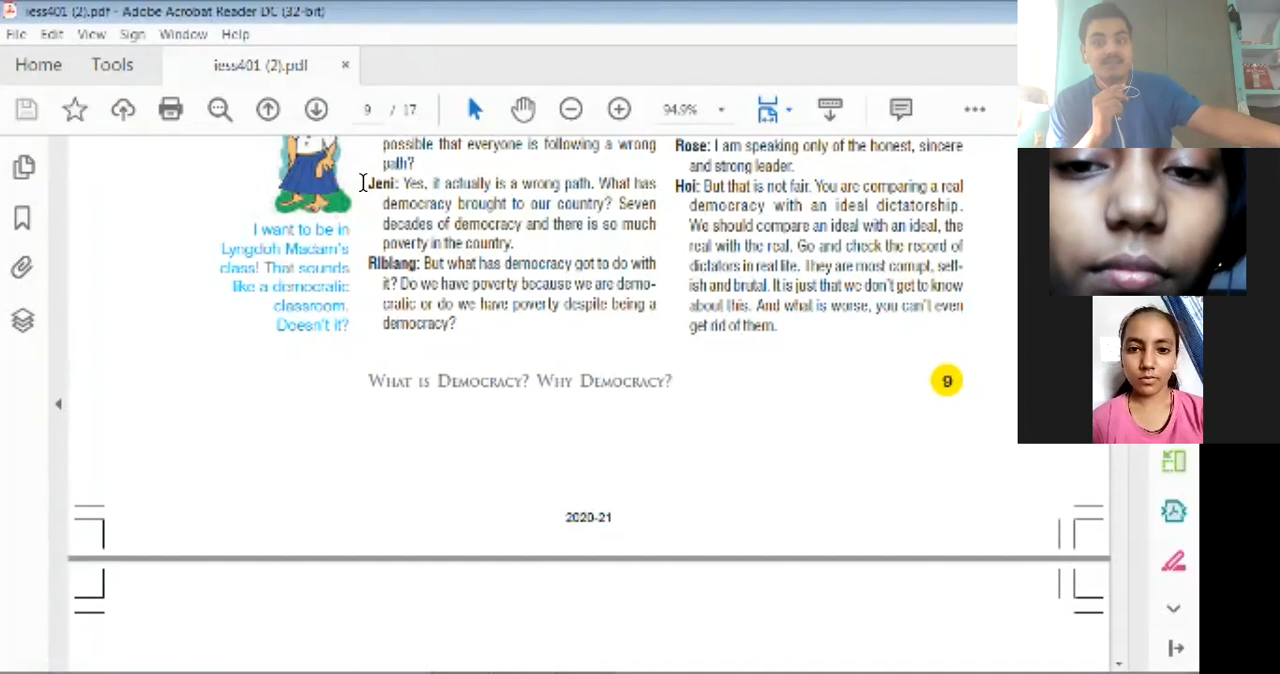 iess401 (2).pdf - Adobe Acrobat Reader DC (32-bit)
File Edit View Sign Window Help
Home Tools iess401 (2).pdf ×
9 / 17 94.9%
I want to be in
Lyngdoh Madam's
class! That sounds
like a democratic
classroom.
Doesn't it?
possible that everyone is following a wrong
path?
Jeni: Yes, it actually is a wrong path. What has
democracy brought to our country? Seven
decades of democracy and there is so much
poverty in the country.
Ribiang: But what has democracy got to do with
it? Do we have poverty because we are demo-
cratic or do we have poverty despite being a
democracy?
Rose: I am speaking only of the honest, sincere
and strong leader.
Hoi: But that is not fair. You are comparing a real
democracy with an ideal dictatorship.
We should compare an ideal with an ideal, the
real with the real. Go and check the record of
dictators in real life. They are most corrupt, self-
ish and brutal. It is just that we don't get to know
about this. And what is worse, you can't even
get rid of them.
What is Democracy? Why Democracy?
9
2020-21